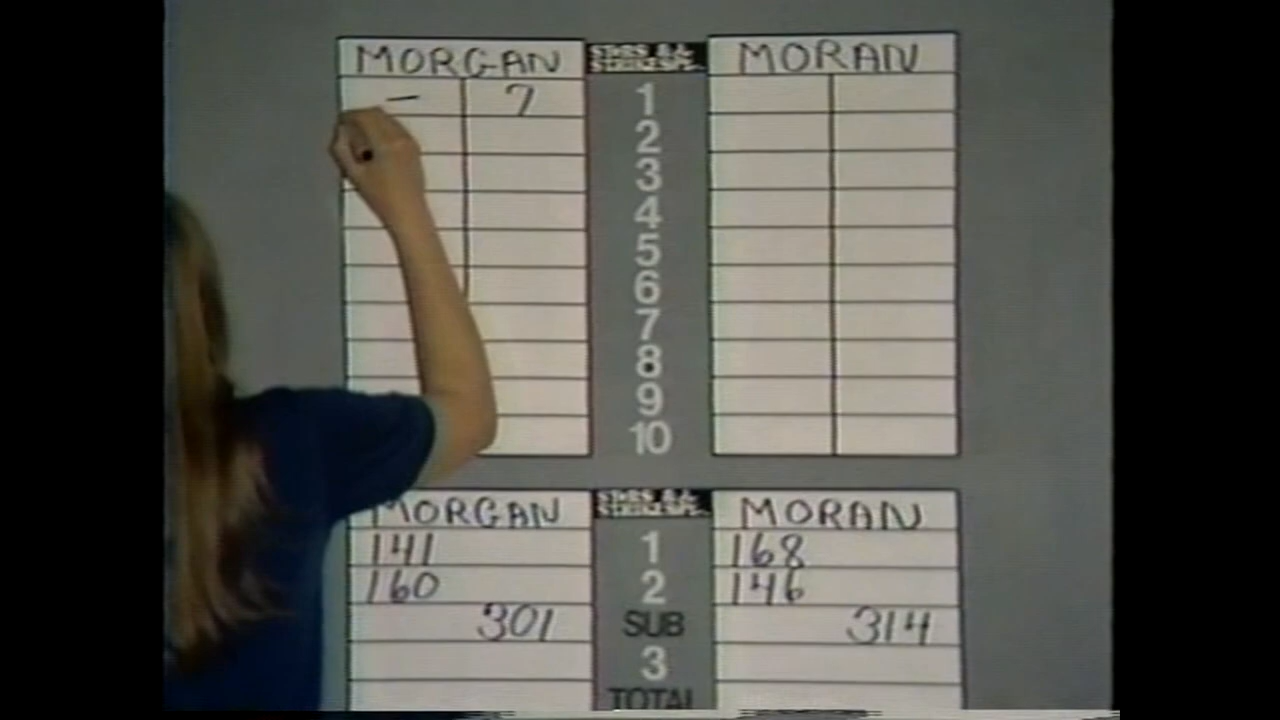 MORGAN MORAN
— 7 1
2
3
4
5
6
7
8
9
10
MORGAN MORAN
141 1 168
160 2 146
301 SUB 314
3
TOTAL